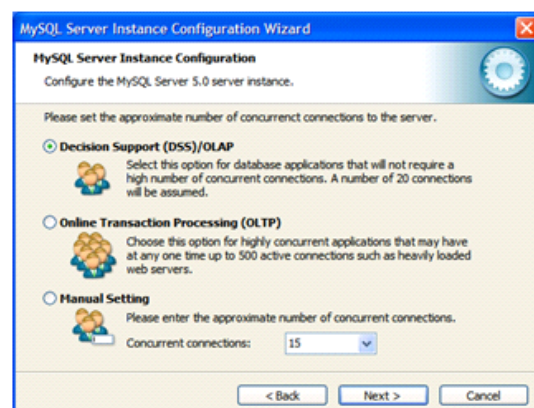 MySQL Server Instance Configuration Wizard
MySQL Server Instance Configuration
Configure the MySQL Server 5.0 server instance.
Please set the approximate number of concurrenct connections to the server.
Decision Support (DSS)/OLAP
Select this option for database applications that will not require a
high number of concurrent connections. A number of 20 connections
will be assumed.
Online Transaction Processing (OLTP)
Choose this option for highly concurrent applications that may have
at any one time up to 500 active connections such as heavily loaded
web servers.
Manual Setting
Please enter the approximate number of concurrent connections.
Concurrent connections: 15
< Back Next > Cancel